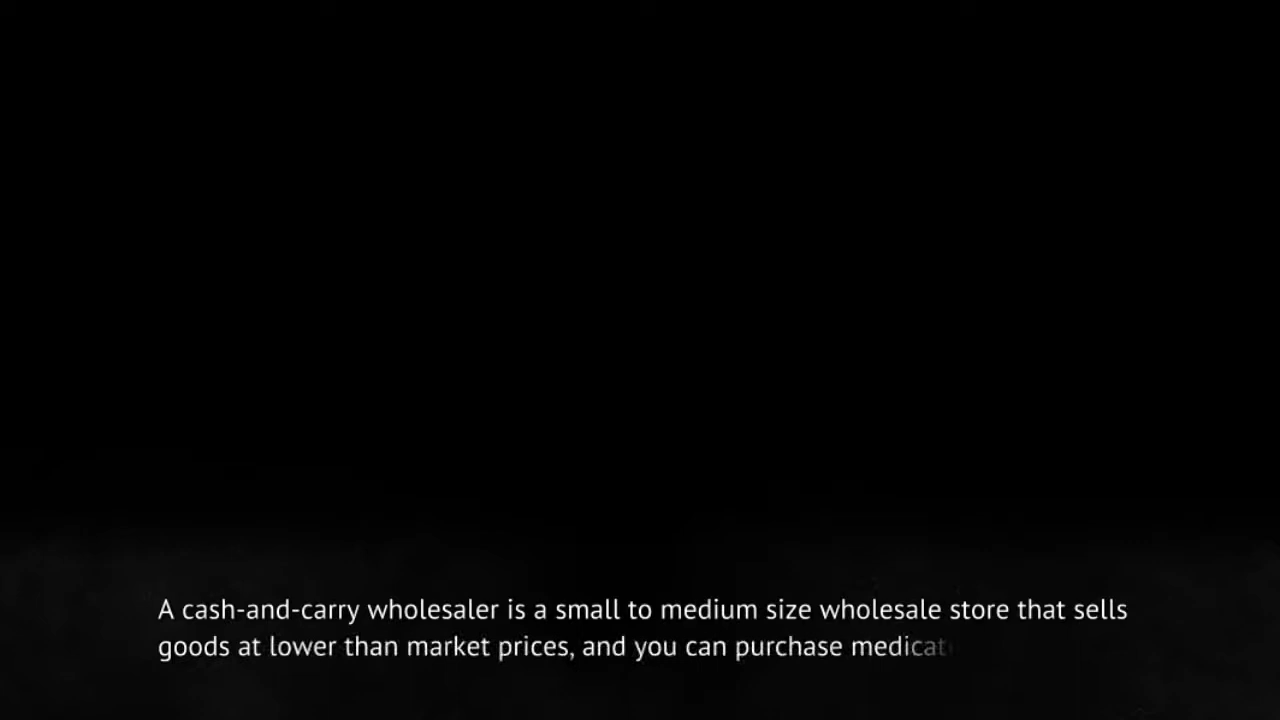 A cash-and-carry wholesaler is a small to medium size wholesale store that sells
goods at lower than market prices, and you can purchase medicat